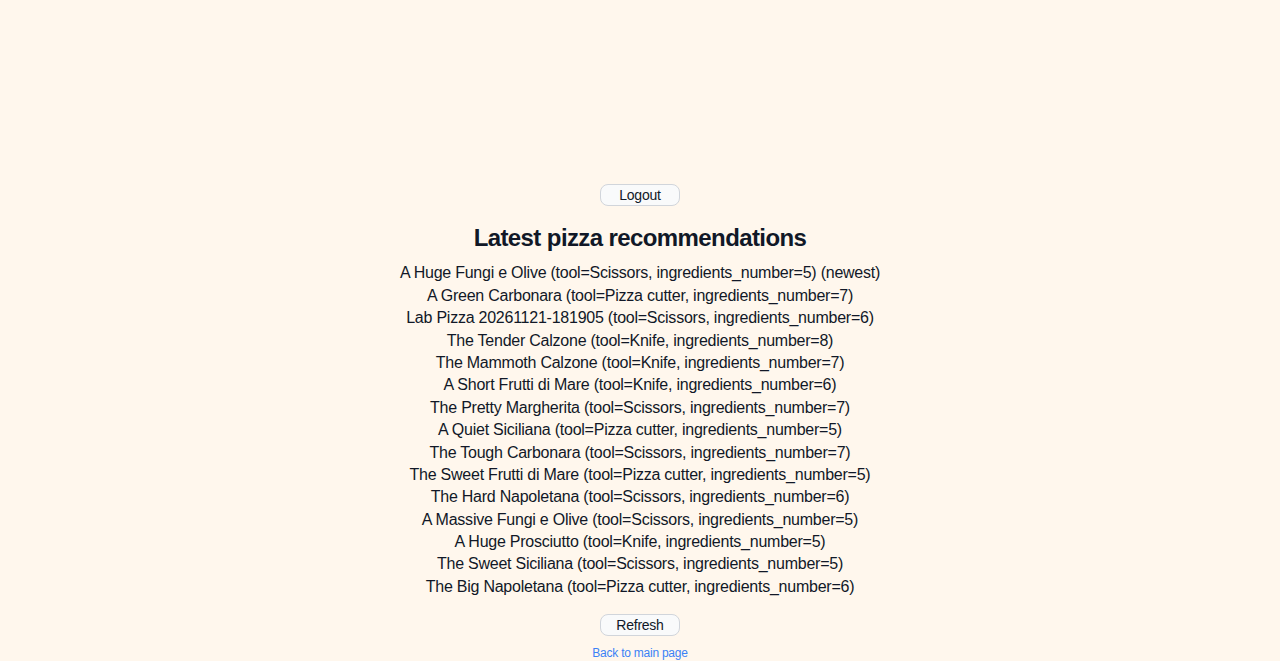 Logout
Latest pizza recommendations
A Huge Fungi e Olive (tool=Scissors, ingredients_number=5) (newest)
A Green Carbonara (tool=Pizza cutter, ingredients_number=7)
Lab Pizza 20261121-181905 (tool=Scissors, ingredients_number=6)
The Tender Calzone (tool=Knife, ingredients_number=8)
The Mammoth Calzone (tool=Knife, ingredients_number=7)
A Short Frutti di Mare (tool=Knife, ingredients_number=6)
The Pretty Margherita (tool=Scissors, ingredients_number=7)
A Quiet Siciliana (tool=Pizza cutter, ingredients_number=5)
The Tough Carbonara (tool=Scissors, ingredients_number=7)
The Sweet Frutti di Mare (tool=Pizza cutter, ingredients_number=5)
The Hard Napoletana (tool=Scissors, ingredients_number=6)
A Massive Fungi e Olive (tool=Scissors, ingredients_number=5)
A Huge Prosciutto (tool=Knife, ingredients_number=5)
The Sweet Siciliana (tool=Scissors, ingredients_number=5)
The Big Napoletana (tool=Pizza cutter, ingredients_number=6)
Refresh
Back to main page